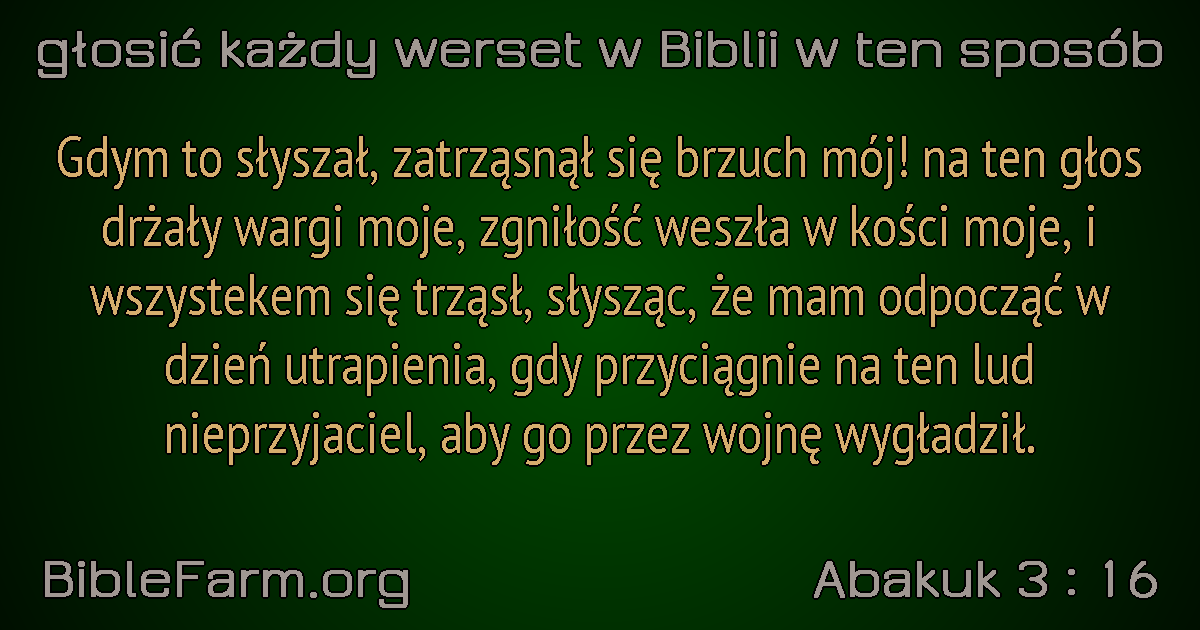 głosić każdy werset w Biblii w ten sposób
Gdym to słyszał, zatrząsnął się brzuch mój! na ten głos
drżały wargi moje, zgniłość weszła w kości moje, i
wszystekem się trząsł, słysząc, że mam odpocząć w
dzień utrapienia, gdy przyciągnie na ten lud
nieprzyjaciel, aby go przez wojnę wygładził.
BibleFarm.org
Abakuk 3 : 16